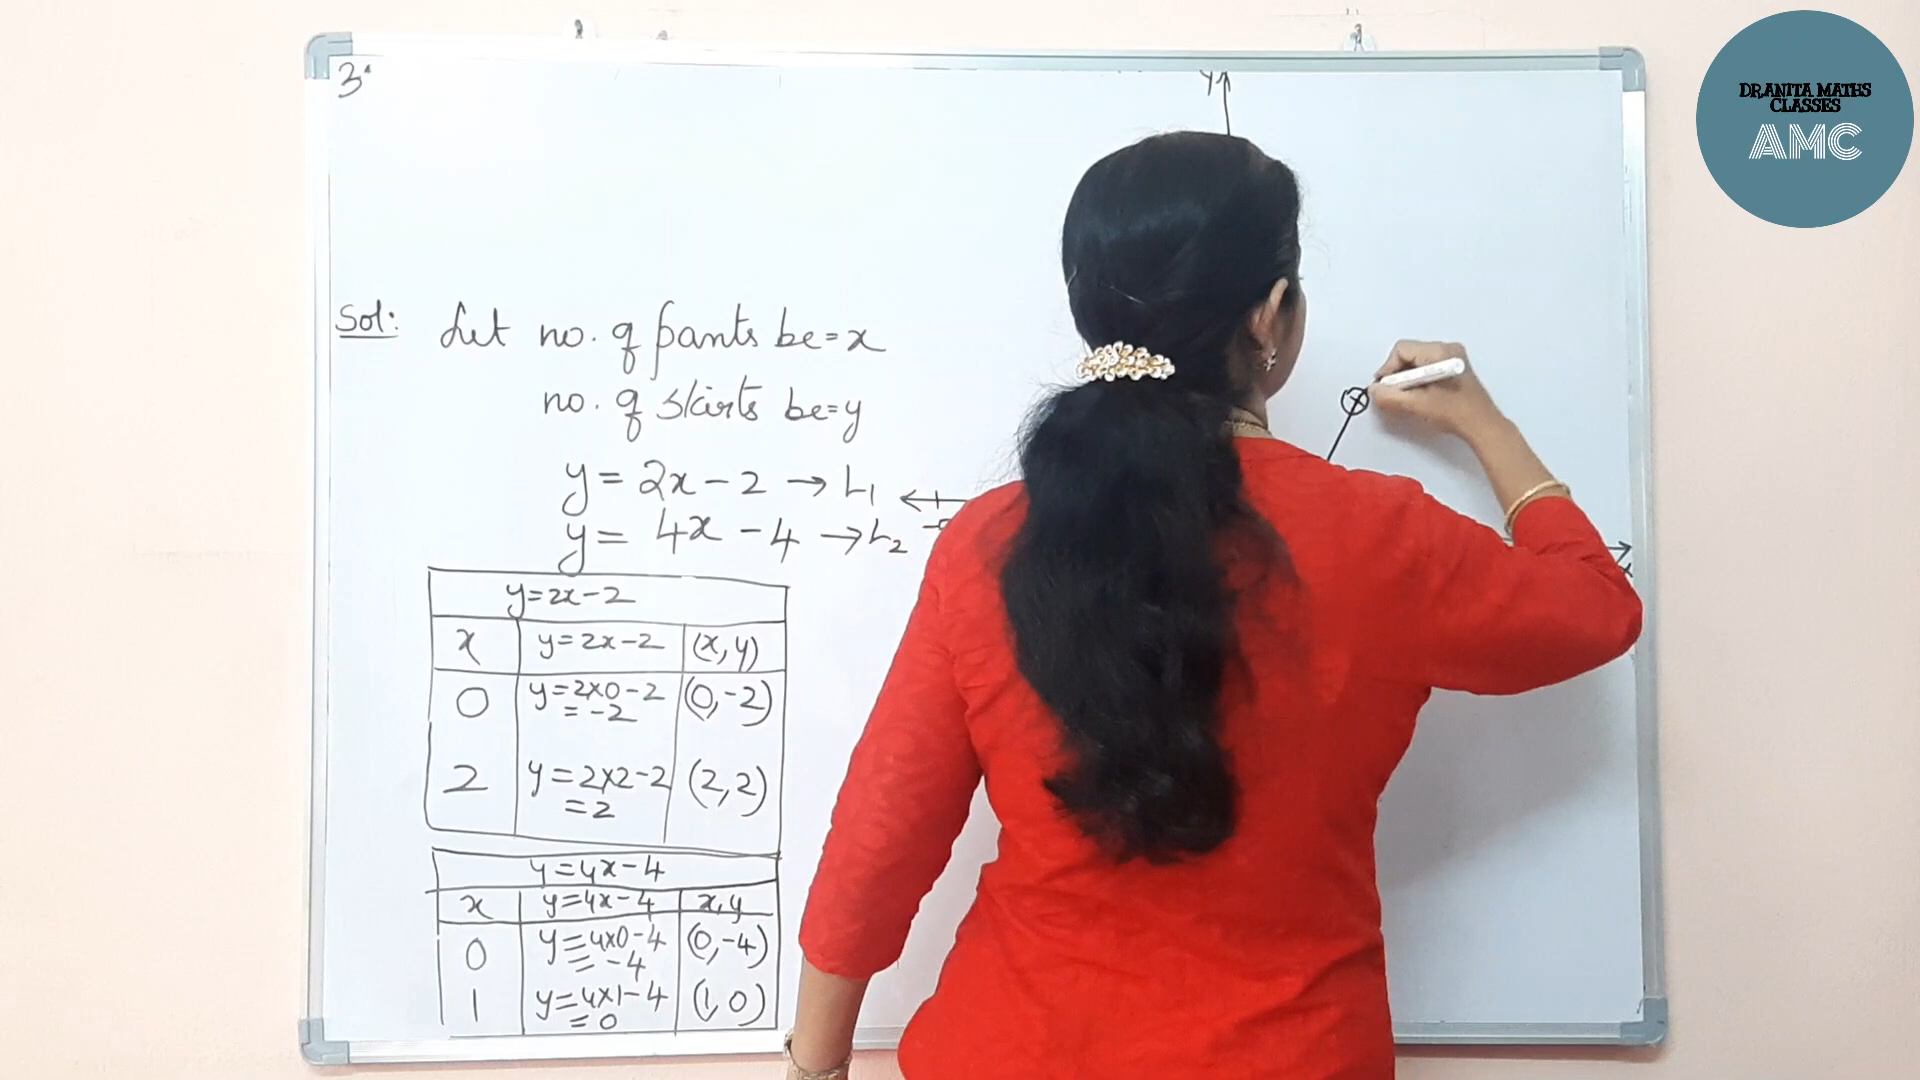 3.
Sol: Let no. of pants be = x
no. of skirts be = y
y = 2x - 2 → L₁
y = 4x - 4 → L₂
y = 2x - 2
x y = 2x - 2 (x, y)
0 y = 2×0 - 2 (0, -2)
= -2
2 y = 2×2 - 2 (2, 2)
= 2
y = 4x - 4
x y = 4x - 4 x, y
0 y = 4×0 - 4 (0, -4)
= -4
1 y = 4×1 - 4 (1, 0)
= 0
Y
DR.ANITA MATHS
CLASSES
AMC